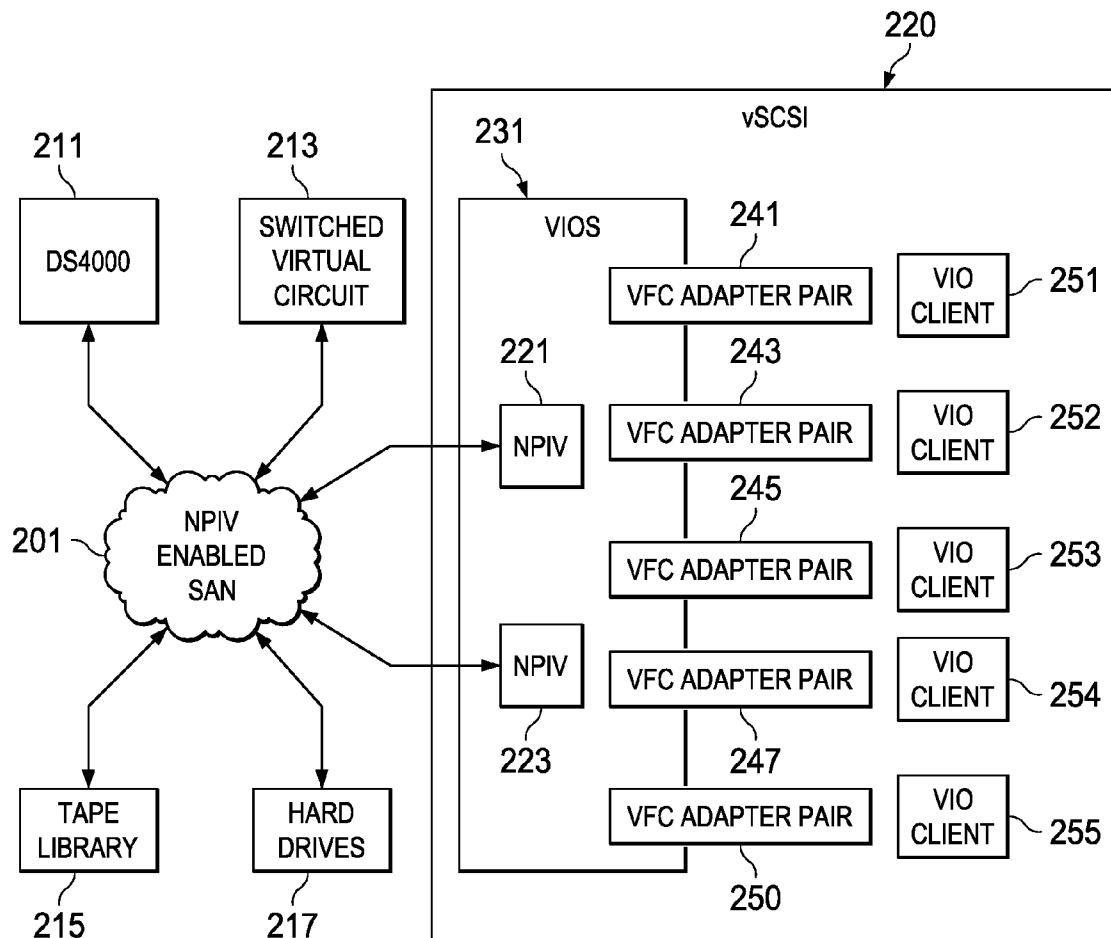 220
vSCSI
211
213
231
DS4000
SWITCHED
VIRTUAL
CIRCUIT
VIOS
241
VFC ADAPTER PAIR
VIO
CLIENT
251
221
243
NPIV
VFC ADAPTER PAIR
VIO
CLIENT
252
201
NPIV
ENABLED
SAN
245
VFC ADAPTER PAIR
VIO
CLIENT
253
NPIV
223
VFC ADAPTER PAIR
247
VIO
CLIENT
254
TAPE
LIBRARY
215
HARD
DRIVES
217
VFC ADAPTER PAIR
250
VIO
CLIENT
255